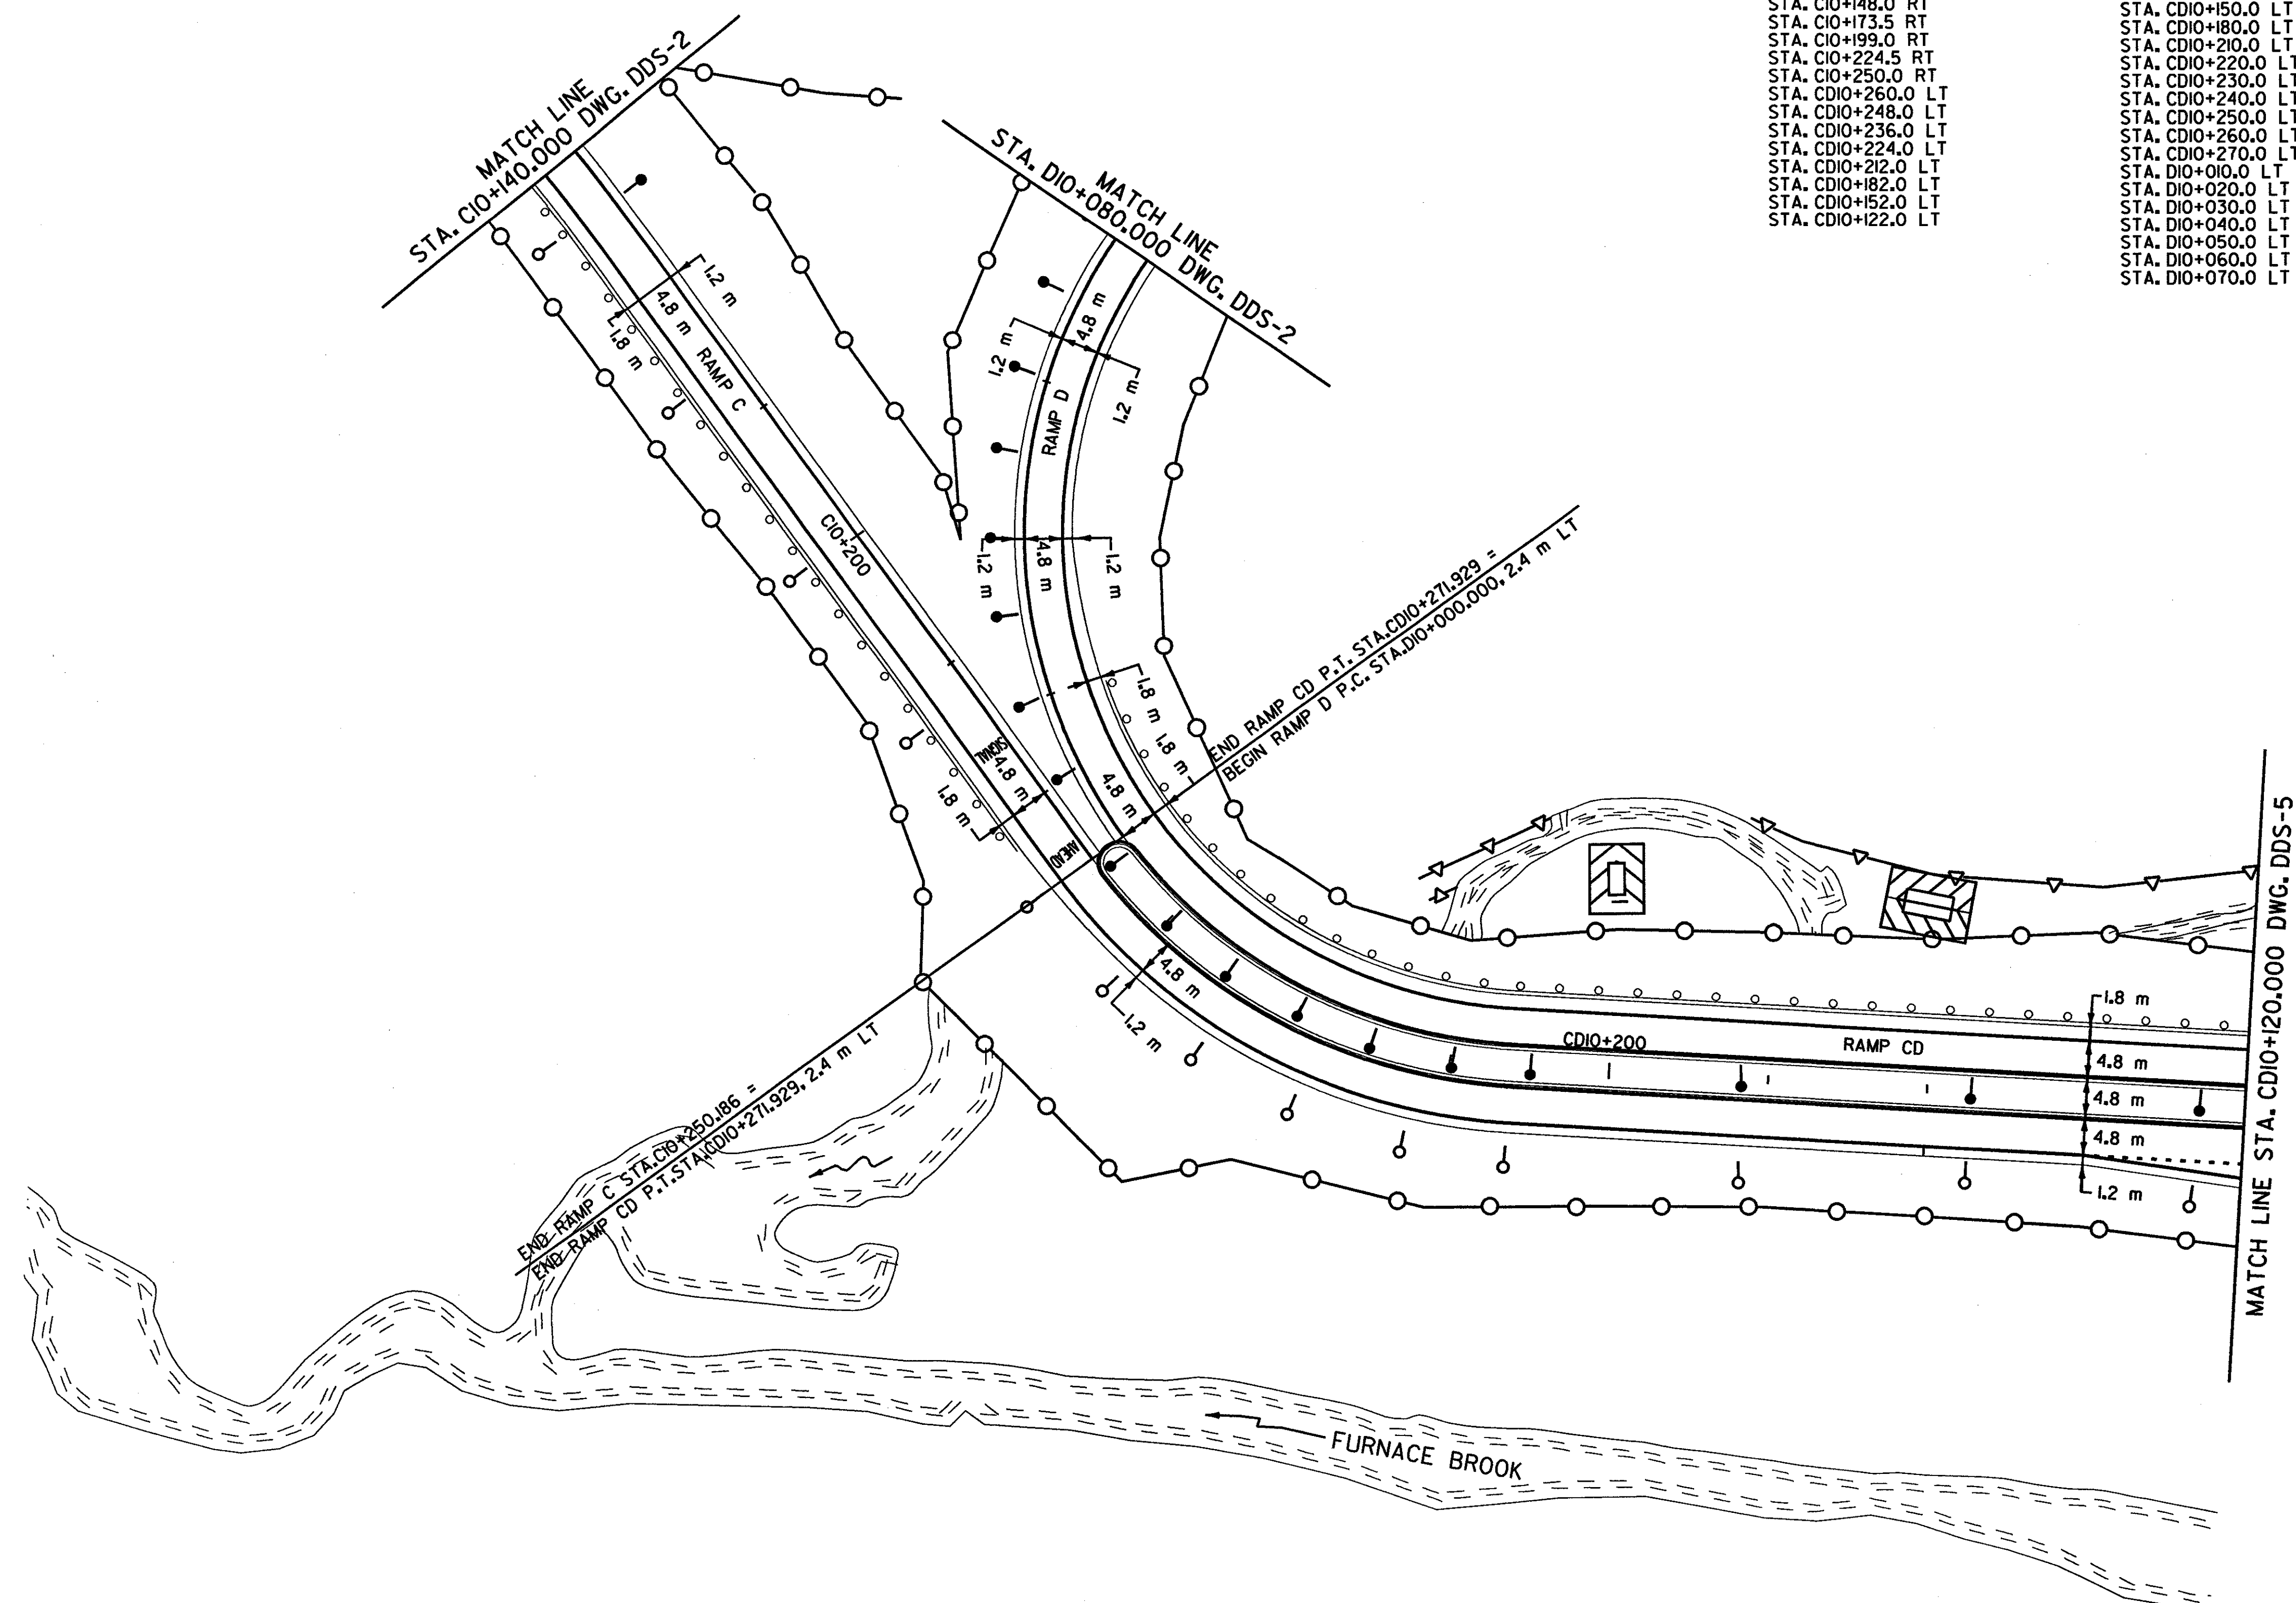 STA. C10+148.0 RT
STA. C10+173.5 RT
STA. C10+199.0 RT
STA. C10+224.5 RT
STA. C10+250.0 RT
STA. CD10+260.0 LT
STA. CD10+248.0 LT
STA. CD10+236.0 LT
STA. CD10+224.0 LT
STA. CD10+212.0 LT
STA. CD10+182.0 LT
STA. CD10+152.0 LT
STA. CD10+122.0 LT
STA. CD10+150.0 LT
STA. CD10+180.0 LT
STA. CD10+210.0 LT
STA. CD10+220.0 LT
STA. CD10+230.0 LT
STA. CD10+240.0 LT
STA. CD10+250.0 LT
STA. CD10+260.0 LT
STA. CD10+270.0 LT
STA. D10+010.0 LT
STA. D10+020.0 LT
STA. D10+030.0 LT
STA. D10+040.0 LT
STA. D10+050.0 LT
STA. D10+060.0 LT
STA. D10+070.0 LT
MATCH LINE
STA. C10+140.000 DWG. DDS-2
MATCH LINE
STA. D10+080.000 DWG. DDS-2
1.2 m
4.8 m
1.8 m
RAMP C
C10+200
1.2 m
4.8 m
1.2 m
RAMP D
1.2 m
4.8 m
1.2 m
1.8 m
1.8 m
4.8 m
END RAMP CD P.T. STA.CD10+271.929 =
BEGIN RAMP D P.C. STA.D10+000.000, 2.4 m LT
SIGNAL
4.8 m
1.8 m
AHEAD
4.8 m
1.2 m
END RAMP C STA.C10+250.186 =
END RAMP CD P.T.STA.CD10+271.929, 2.4 m LT
CD10+200
RAMP CD
1.8 m
4.8 m
4.8 m
4.8 m
1.2 m
MATCH LINE STA. CD10+120.000 DWG. DDS-5
FURNACE BROOK